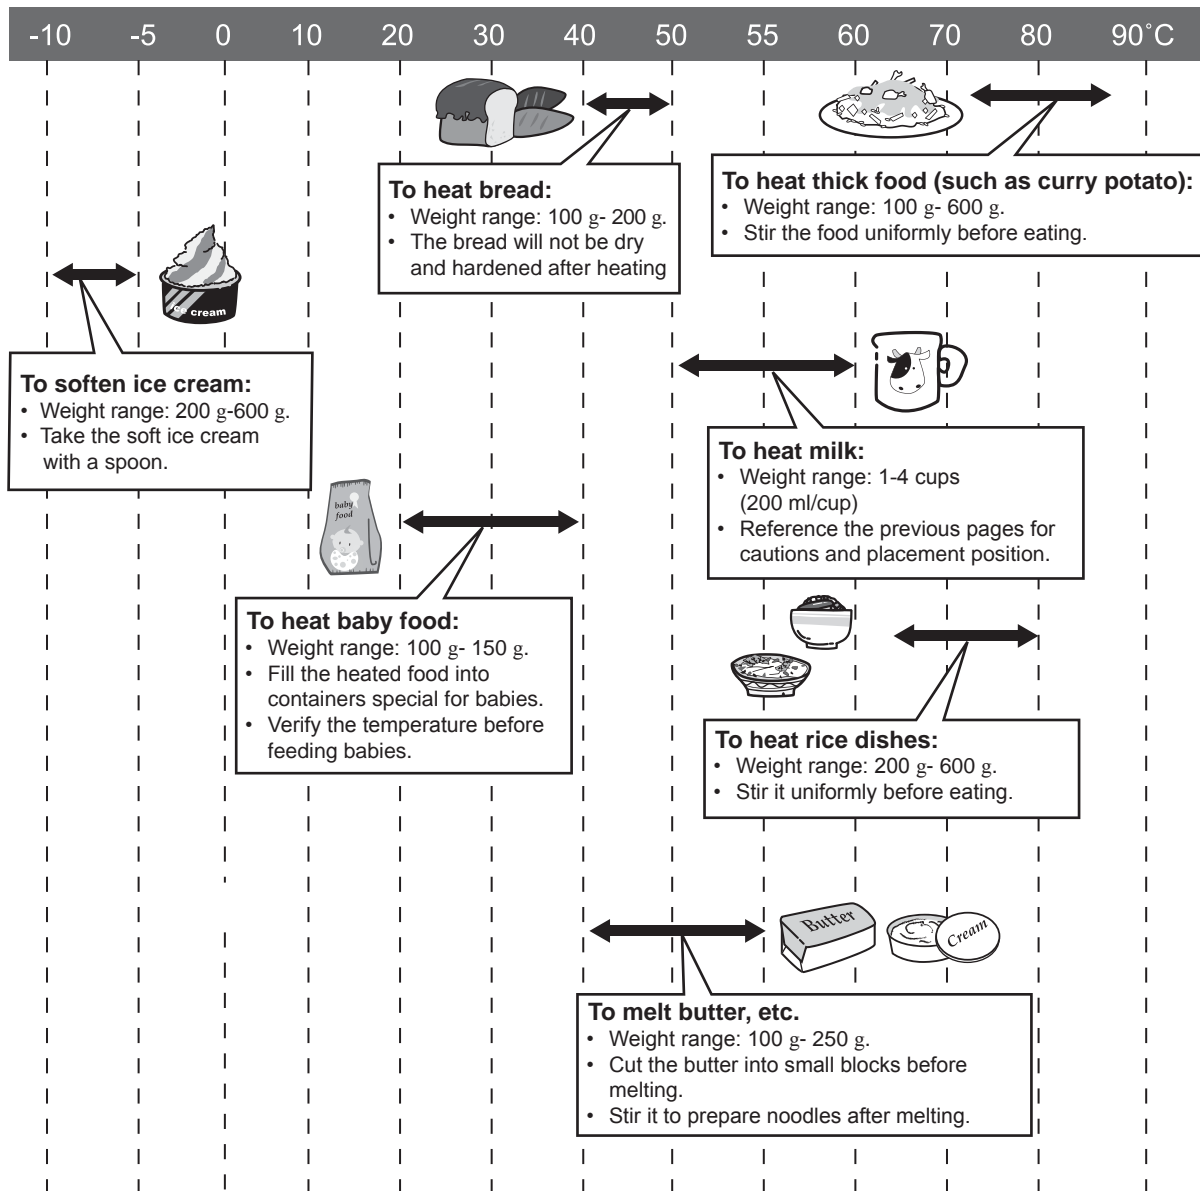 -10 -5 0 10 20 30 40 50 55 60 70 80 90˚C
To heat bread:
• Weight range: 100 g- 200 g.
• The bread will not be dry
and hardened after heating
To heat thick food (such as curry potato):
• Weight range: 100 g- 600 g.
• Stir the food uniformly before eating.
ice cream
To soften ice cream:
• Weight range: 200 g-600 g.
• Take the soft ice cream
with a spoon.
To heat milk:
• Weight range: 1-4 cups
(200 ml/cup)
• Reference the previous pages for
cautions and placement position.
baby
food
To heat baby food:
• Weight range: 100 g- 150 g.
• Fill the heated food into
containers special for babies.
• Verify the temperature before
feeding babies.
To heat rice dishes:
• Weight range: 200 g- 600 g.
• Stir it uniformly before eating.
Butter
Cream
To melt butter, etc.
• Weight range: 100 g- 250 g.
• Cut the butter into small blocks before
melting.
• Stir it to prepare noodles after melting.